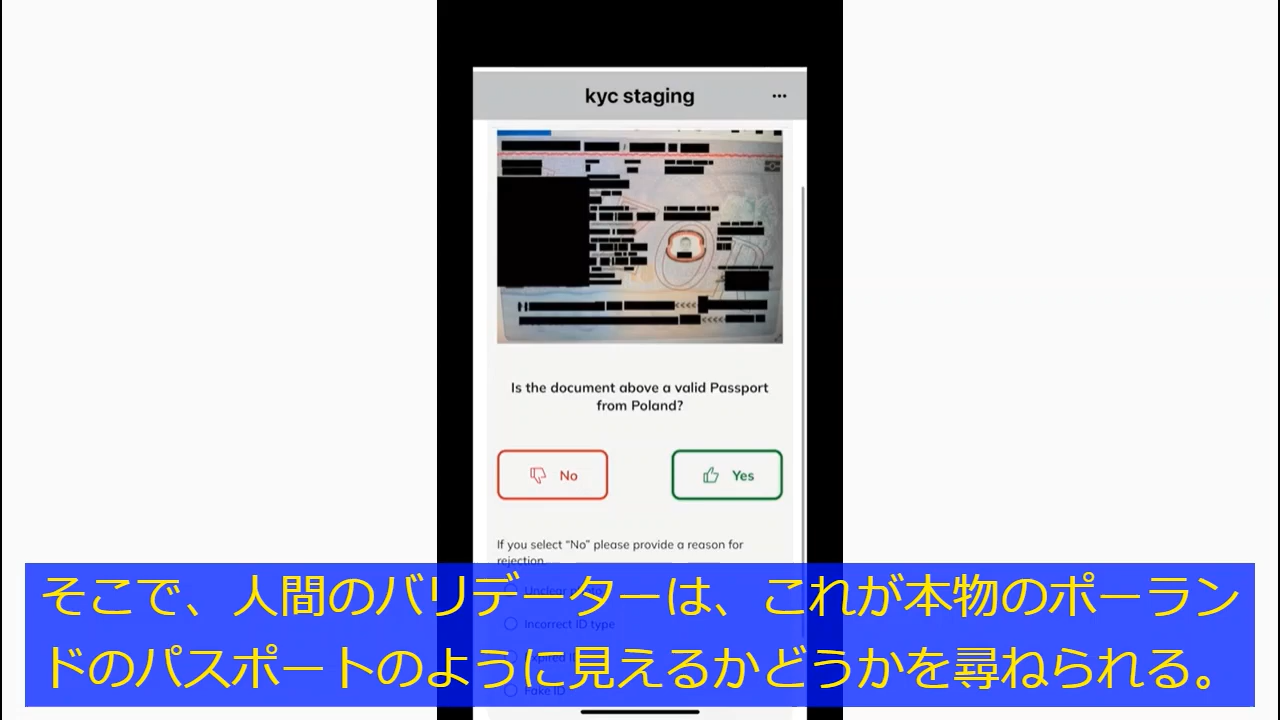 kyc staging
Is the document above a valid Passport
from Poland?
No
Yes
If you select “No” please provide a reason for
rejection.
Incorrect ID type
Expired ID
Fake ID
そこで、人間のバリデーターは、これが本物のポーラン
ドのパスポートのように見えるかどうかを尋ねられる。